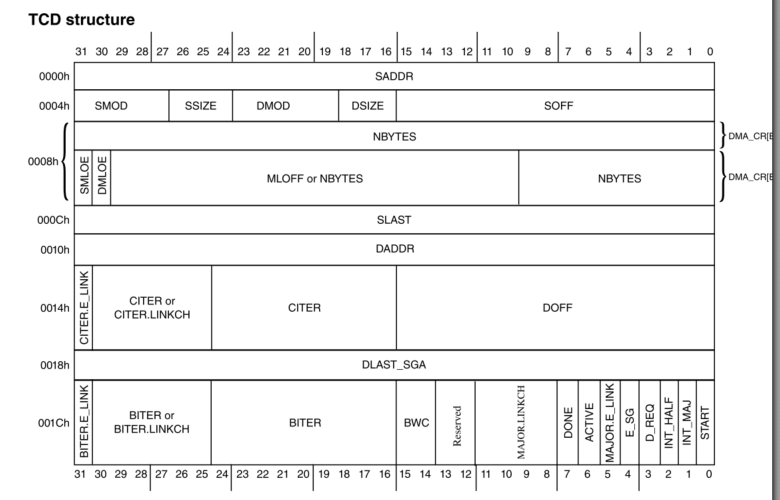 TCD structure
31 30 29 28 27 26 25 24 23 22 21 20 19 18 17 16 15 14 13 12 11 10 9 8 7 6 5 4 3 2 1 0
0000h SADDR
0004h SMOD SSIZE DMOD DSIZE SOFF
NBYTES DMA_CR[E
0008h SMLOE DMLOE MLOFF or NBYTES NBYTES DMA_CR[E
000Ch SLAST
0010h DADDR
0014h CITER.E_LINK CITER or CITER.LINKCH CITER DOFF
0018h DLAST_SGA
001Ch BITER.E_LINK BITER or BITER.LINKCH BITER BWC Reserved MAJOR.LINKCH DONE ACTIVE MAJOR.E_LINK E_SG D_REQ INT_HALF INT_MAJ START
31 30 29 28 27 26 25 24 23 22 21 20 19 18 17 16 15 14 13 12 11 10 9 8 7 6 5 4 3 2 1 0